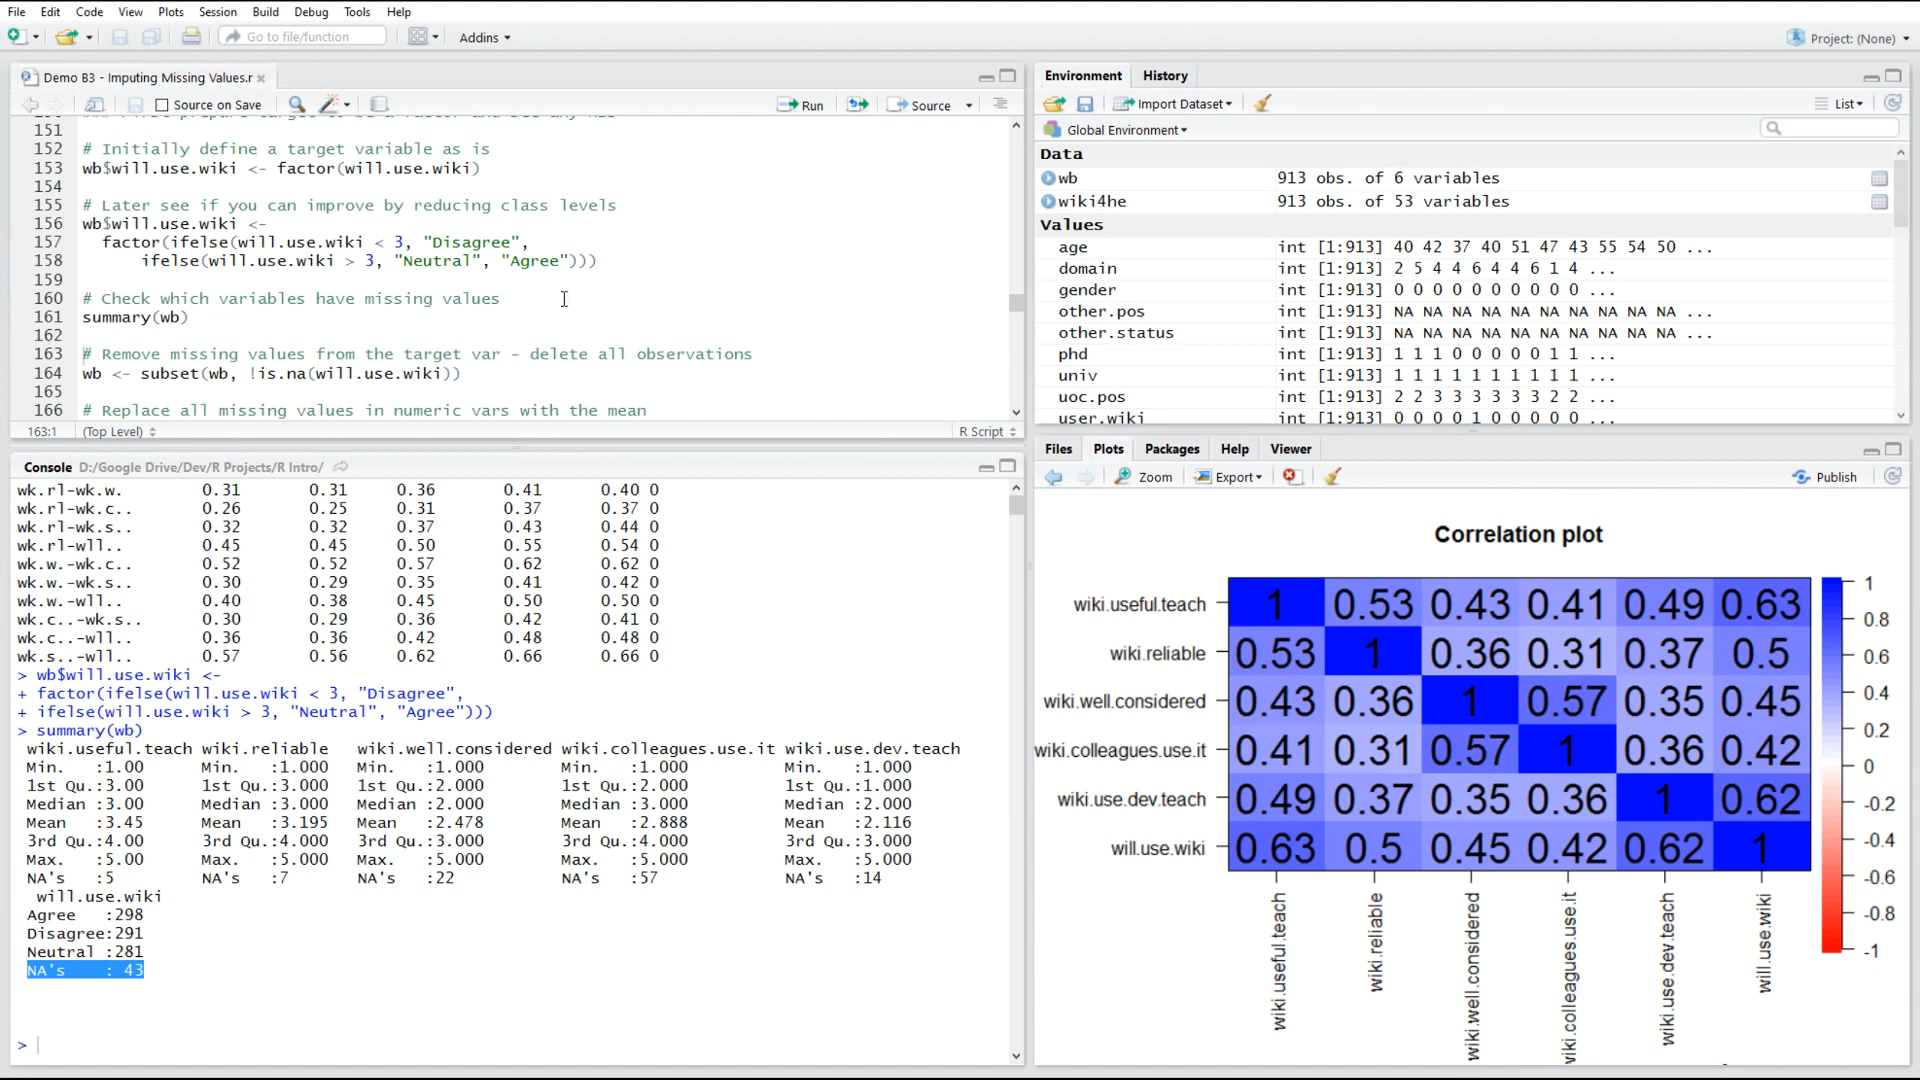 File Edit Code View Plots Session Build Debug Tools Help
Go to file/function Addins Project: (None)
Demo B3 - Imputing Missing Values.r
Source on Save Run Source
151
152 # Initially define a target variable as is
153 wb$will.use.wiki <- factor(will.use.wiki)
154
155 # Later see if you can improve by reducing class levels
156 wb$will.use.wiki <-
157 factor(ifelse(will.use.wiki < 3, "Disagree",
158 ifelse(will.use.wiki > 3, "Neutral", "Agree")))
159
160 # Check which variables have missing values
161 summary(wb)
162
163 # Remove missing values from the target var - delete all observations
164 wb <- subset(wb, !is.na(will.use.wiki))
165
166 # Replace all missing values in numeric vars with the mean
163:1 (Top Level) R Script
Console D:/Google Drive/Dev/R Projects/R Intro/
wk.rl-wk.w. 0.31 0.31 0.36 0.41 0.40 0
wk.rl-wk.c.. 0.26 0.25 0.31 0.37 0.37 0
wk.rl-wk.s.. 0.32 0.32 0.37 0.43 0.44 0
wk.rl-wll.. 0.45 0.45 0.50 0.55 0.54 0
wk.w.-wk.c.. 0.52 0.52 0.57 0.62 0.62 0
wk.w.-wk.s.. 0.30 0.29 0.35 0.41 0.42 0
wk.w.-wll.. 0.40 0.38 0.45 0.50 0.50 0
wk.c..-wk.s.. 0.30 0.29 0.36 0.42 0.41 0
wk.c..-wll.. 0.36 0.36 0.42 0.48 0.48 0
wk.s..-wll.. 0.57 0.56 0.62 0.66 0.66 0
> wb$will.use.wiki <-
+ factor(ifelse(will.use.wiki < 3, "Disagree",
+ ifelse(will.use.wiki > 3, "Neutral", "Agree")))
> summary(wb)
wiki.useful.teach wiki.reliable wiki.well.considered wiki.colleagues.use.it wiki.use.dev.teach
Min. :1.00 Min. :1.000 Min. :1.000 Min. :1.000 Min. :1.000
1st Qu.:3.00 1st Qu.:3.000 1st Qu.:2.000 1st Qu.:2.000 1st Qu.:1.000
Median :3.00 Median :3.000 Median :2.000 Median :3.000 Median :2.000
Mean :3.45 Mean :3.195 Mean :2.478 Mean :2.888 Mean :2.116
3rd Qu.:4.00 3rd Qu.:4.000 3rd Qu.:3.000 3rd Qu.:4.000 3rd Qu.:3.000
Max. :5.00 Max. :5.000 Max. :5.000 Max. :5.000 Max. :5.000
NA's :5 NA's :7 NA's :22 NA's :57 NA's :14
will.use.wiki
Agree :298
Disagree:291
Neutral :281
NA's : 43
>
Environment History
Import Dataset List
Global Environment
Data
wb 913 obs. of 6 variables
wiki4he 913 obs. of 53 variables
Values
age int [1:913] 40 42 37 40 51 47 43 55 54 50 ...
domain int [1:913] 2 5 4 4 6 4 4 6 1 4 ...
gender int [1:913] 0 0 0 0 0 0 0 0 0 0 ...
other.pos int [1:913] NA NA NA NA NA NA NA NA NA NA ...
other.status int [1:913] NA NA NA NA NA NA NA NA NA NA ...
phd int [1:913] 1 1 1 0 0 0 0 0 1 1 ...
univ int [1:913] 1 1 1 1 1 1 1 1 1 1 ...
uoc.pos int [1:913] 2 2 3 3 3 3 3 3 2 2 ...
user.wiki int [1:913] 0 0 0 0 1 0 0 0 0 0 ...
Files Plots Packages Help Viewer
Zoom Export Publish
Correlation plot
wiki.useful.teach 1 0.53 0.43 0.41 0.49 0.63
wiki.reliable 0.53 1 0.36 0.31 0.37 0.5
wiki.well.considered 0.43 0.36 1 0.57 0.35 0.45
wiki.colleagues.use.it 0.41 0.31 0.57 1 0.36 0.42
wiki.use.dev.teach 0.49 0.37 0.35 0.36 1 0.62
will.use.wiki 0.63 0.5 0.45 0.42 0.62 1
1
0.8
0.6
0.4
0.2
0
-0.2
-0.4
-0.6
-0.8
-1
wiki.useful.teach
wiki.reliable
wiki.well.considered
viki.colleagues.use.it
wiki.use.dev.teach
will.use.wiki